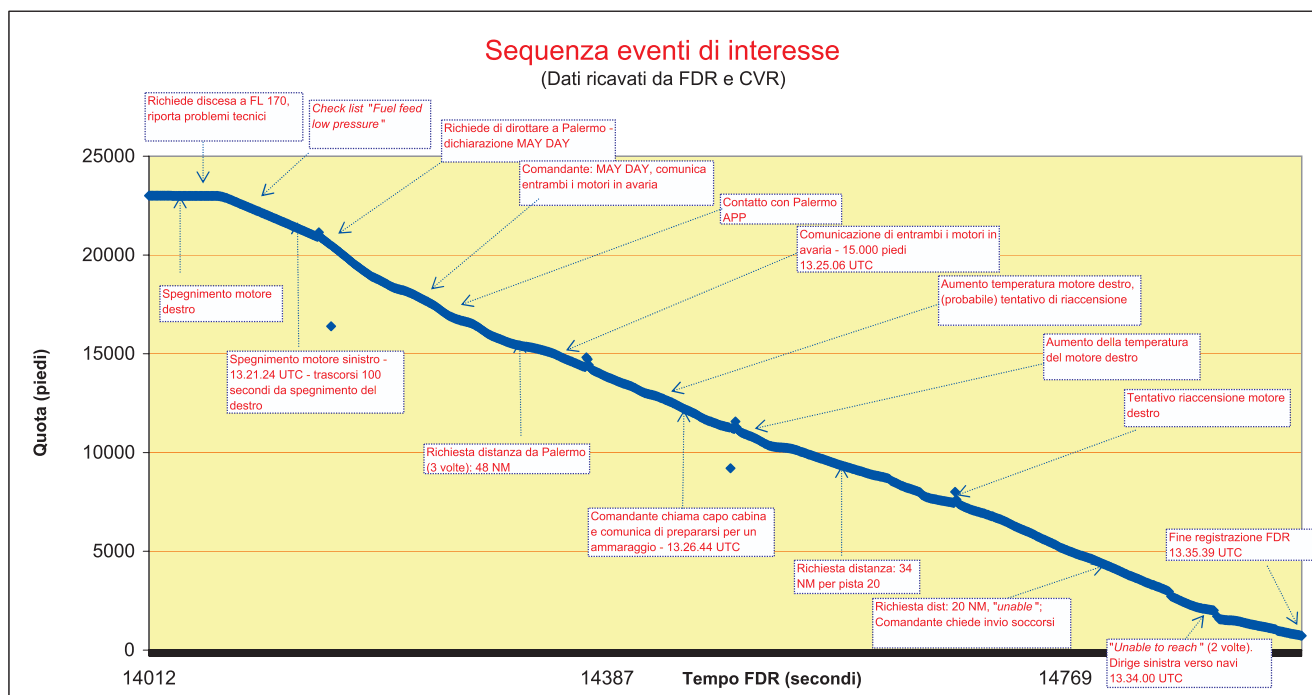 Sequenza eventi di interesse
(Dati ricavati da FDR e CVR)
Richiede discesa a FL 170,
riporta problemi tecnici
Check list "Fuel feed
low pressure"
Richiede di dirottare a Palermo -
dichiarazione MAY DAY
Comandante: MAY DAY, comunica
entrambi i motori in avaria
Contatto con Palermo
APP
Comunicazione di entrambi i motori in
avaria - 15.000 piedi
13.25.06 UTC
Aumento temperatura motore destro,
(probabile) tentativo di riaccensione
Aumento della temperatura
del motore destro
Tentativo riaccensione motore
destro
Fine registrazione FDR
13.35.39 UTC
Spegnimento motore
destro
Spegnimento motore sinistro -
13.21.24 UTC - trascorsi 100
secondi da spegnimento del
destro
Richiesta distanza da Palermo
(3 volte): 48 NM
Comandante chiama capo cabina
e comunica di prepararsi per un
ammaraggio - 13.26.44 UTC
Richiesta distanza: 34
NM per pista 20
Richiesta dist: 20 NM, "unable";
Comandante chiede invio soccorsi
"Unable to reach" (2 volte).
Dirige sinistra verso navi
13.34.00 UTC
Quota (piedi)
25000
20000
15000
10000
5000
0
14012
14387
Tempo FDR (secondi)
14769